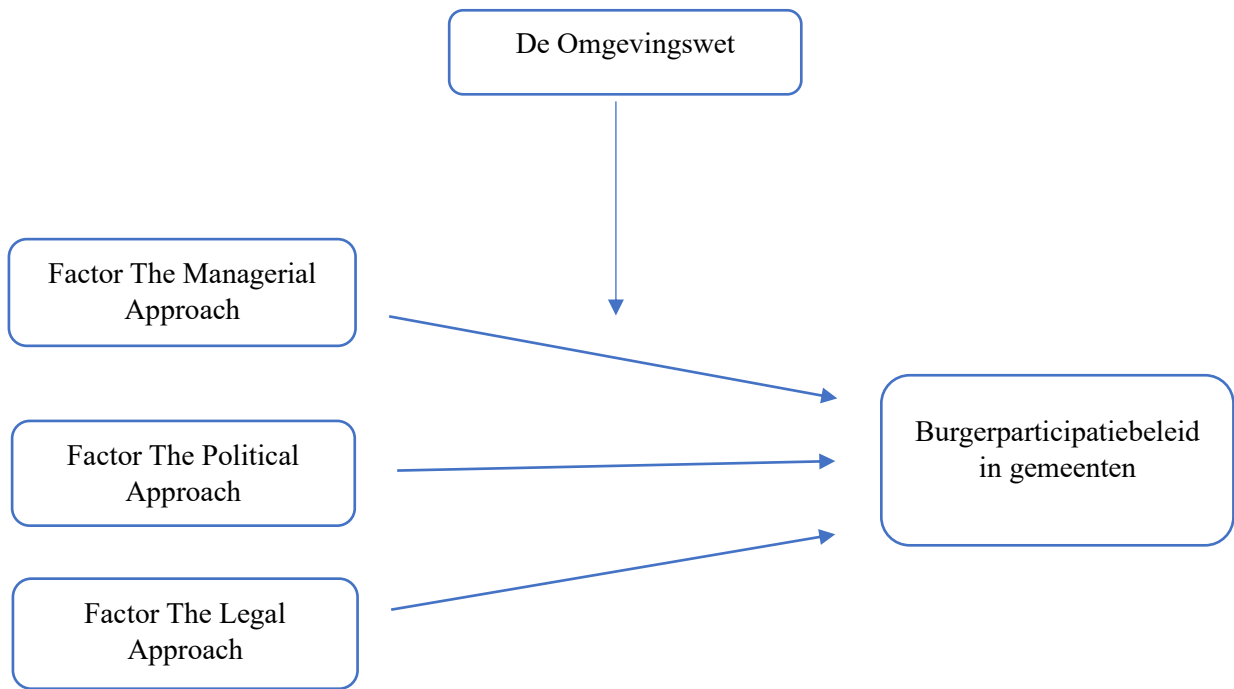 De Omgevingswet
Factor The Managerial
Approach
Factor The Political
Approach
Factor The Legal
Approach
Burgerparticipatiebeleid
in gemeenten